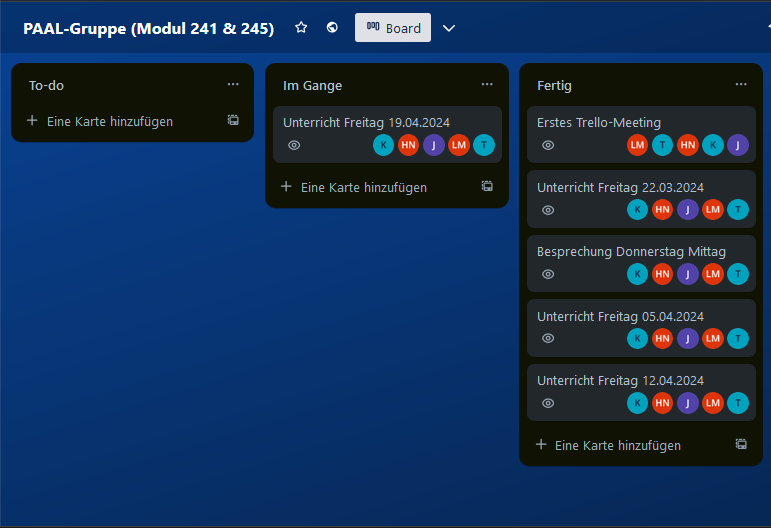 PAAL-Gruppe (Modul 241 & 245)
Board
To-do
Eine Karte hinzufügen
Im Gange
Unterricht Freitag 19.04.2024
K HN J LM T
Eine Karte hinzufügen
Fertig
Erstes Trello-Meeting
LM T HN K J
Unterricht Freitag 22.03.2024
K HN J LM T
Besprechung Donnerstag Mittag
K HN J LM T
Unterricht Freitag 05.04.2024
K HN J LM T
Unterricht Freitag 12.04.2024
K HN J LM T
Eine Karte hinzufügen